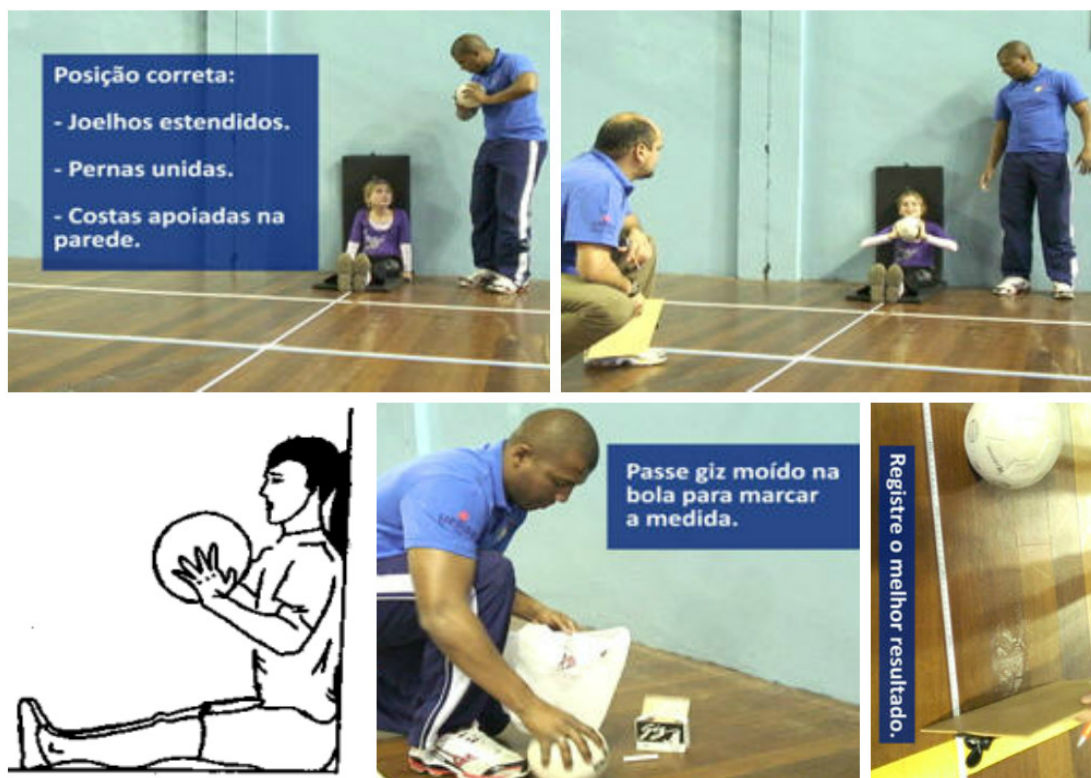 Posição correta:
- Joelhos estendidos.
- Pernas unidas.
- Costas apoiadas na
parede.
Passe giz moído na
bola para marcar
a medida.
Registre o melhor resultado.